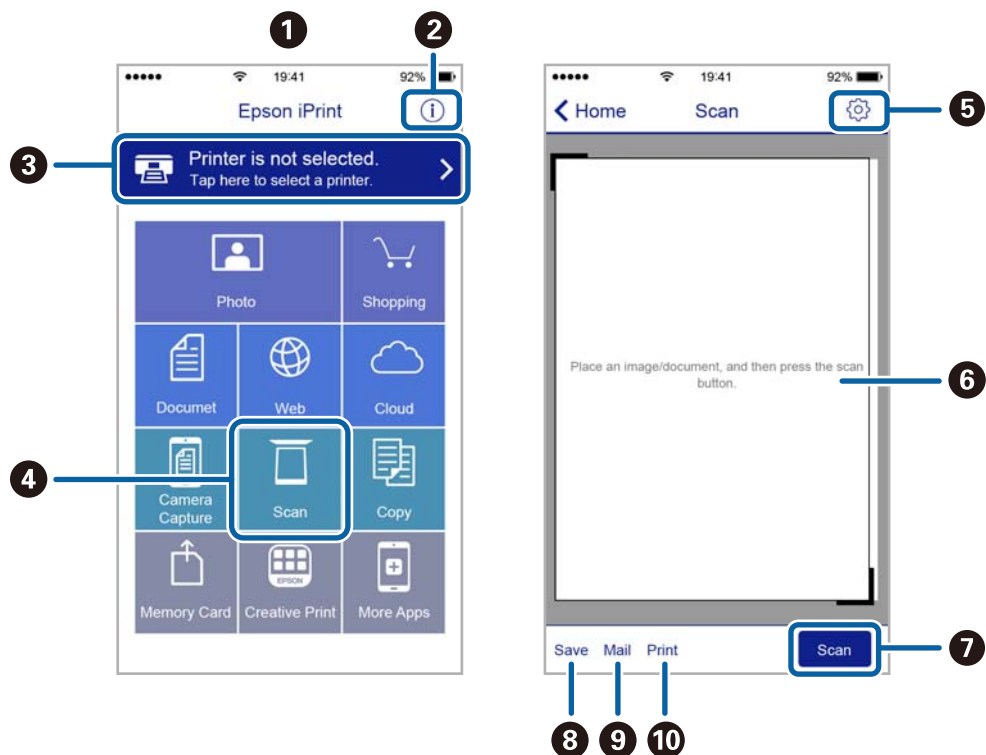 1
2
19:41
92%
Epson iPrint
i
3
Printer is not selected.
Tap here to select a printer.
Photo
Shopping
Documet
Web
Cloud
4
Camera
Capture
Scan
Copy
EPSON
Memory Card
Creative Print
More Apps
19:41
92%
Home
Scan
5
Place an image/document, and then press the scan
button.
6
Save
Mail
Print
Scan
7
8
9
10